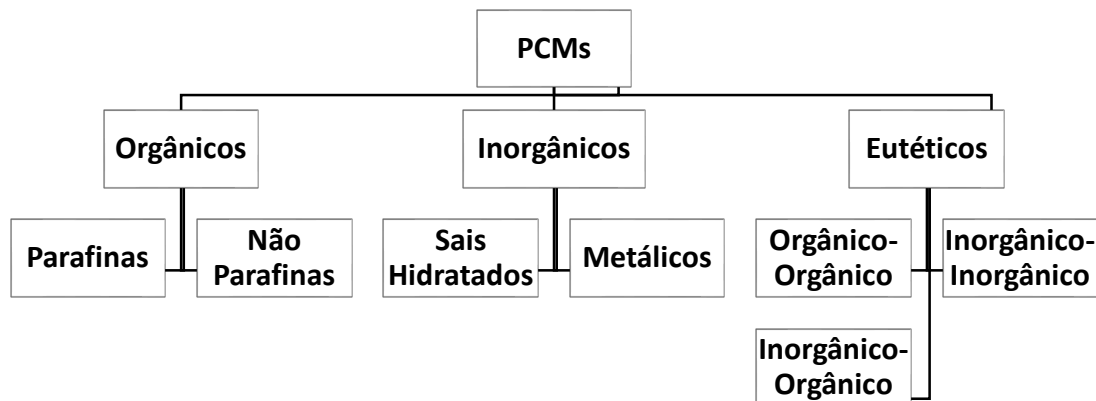 PCMs
Orgânicos
Inorgânicos
Eutéticos
Parafinas
Não
Parafinas
Sais
Hidratados
Metálicos
Orgânico-
Orgânico
Inorgânico-
Inorgânico
Inorgânico-
Orgânico